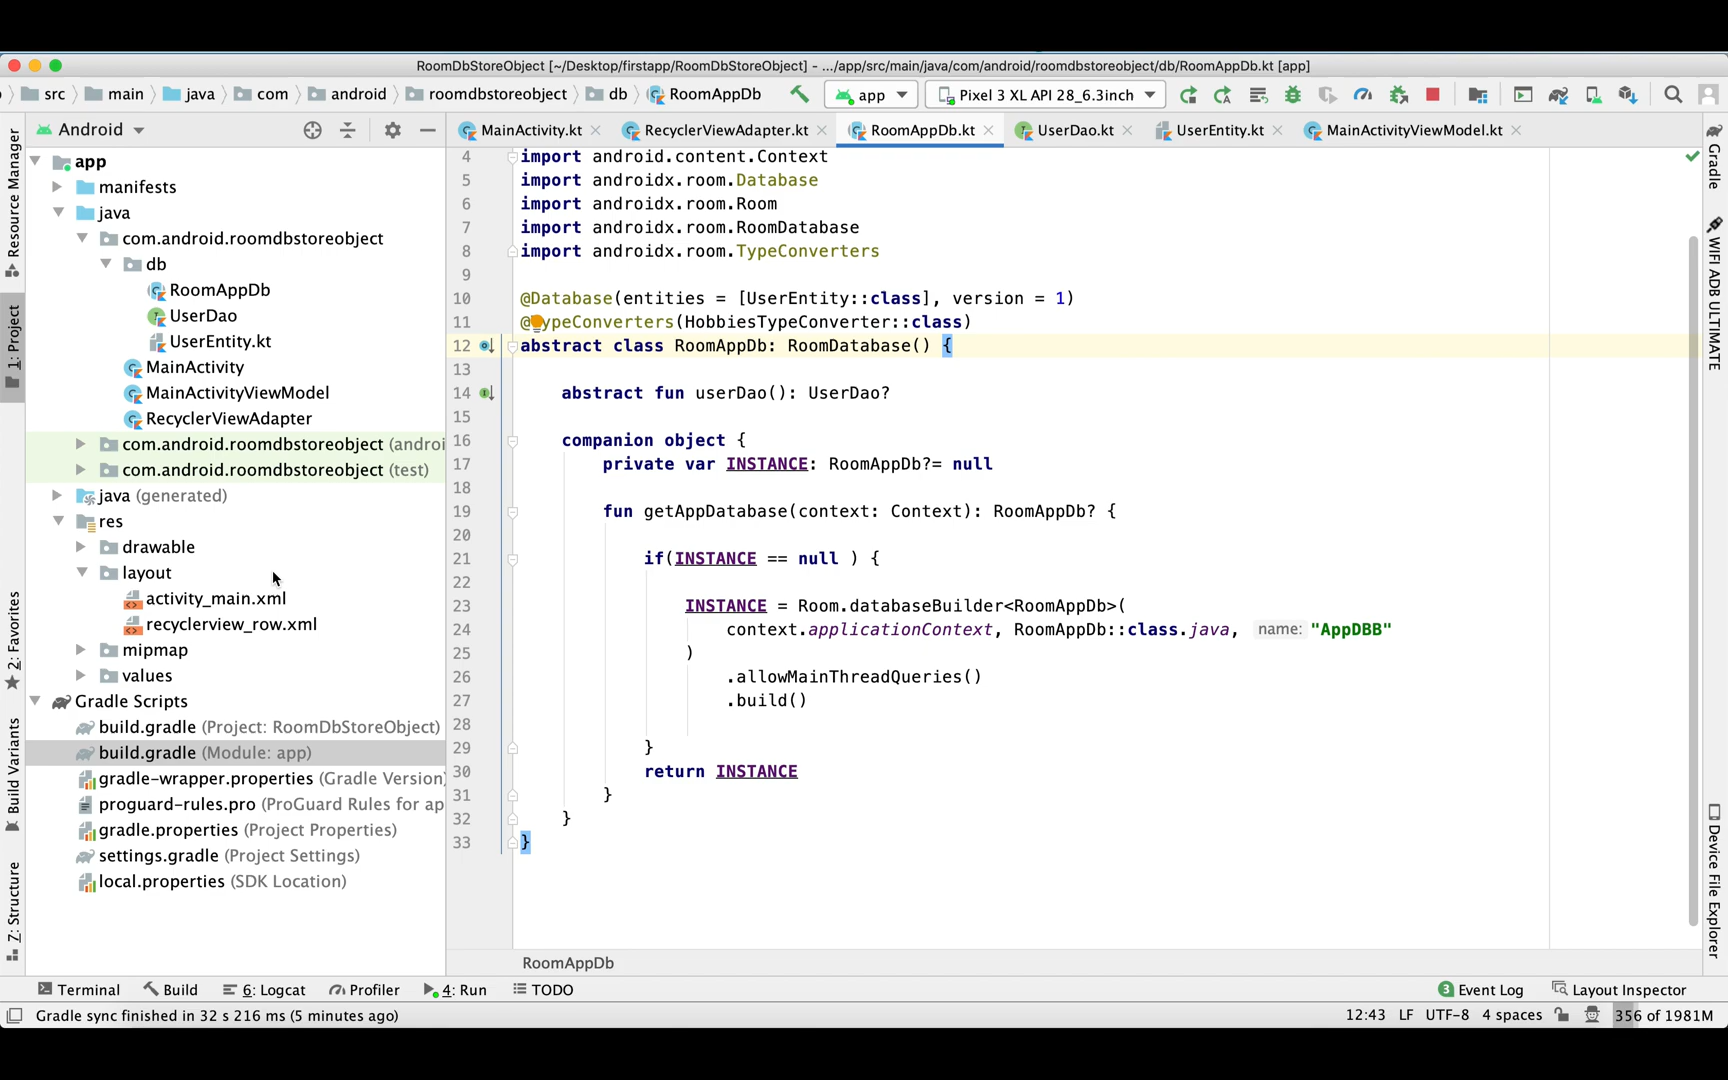 RoomDbStoreObject [~/Desktop/firstapp/RoomDbStoreObject] - .../app/src/main/java/com/android/roomdbstoreobject/db/RoomAppDb.kt [app]
src main java com android roomdbstoreobject db RoomAppDb app Pixel 3 XL API 28_6.3inch
Android MainActivity.kt RecyclerViewAdapter.kt RoomAppDb.kt UserDao.kt UserEntity.kt MainActivityViewModel.kt
Resource Manager
1: Project
2: Favorites
Build Variants
Z: Structure
app
manifests
java
com.android.roomdbstoreobject
db
RoomAppDb
UserDao
UserEntity.kt
MainActivity
MainActivityViewModel
RecyclerViewAdapter
com.android.roomdbstoreobject (androi
com.android.roomdbstoreobject (test)
java (generated)
res
drawable
layout
activity_main.xml
recyclerview_row.xml
mipmap
values
Gradle Scripts
build.gradle (Project: RoomDbStoreObject)
build.gradle (Module: app)
gradle-wrapper.properties (Gradle Version)
proguard-rules.pro (ProGuard Rules for ap
gradle.properties (Project Properties)
settings.gradle (Project Settings)
local.properties (SDK Location)
4 import android.content.Context
5 import androidx.room.Database
6 import androidx.room.Room
7 import androidx.room.RoomDatabase
8 import androidx.room.TypeConverters
9
10 @Database(entities = [UserEntity::class], version = 1)
11 @ypeConverters(HobbiesTypeConverter::class)
12 abstract class RoomAppDb: RoomDatabase() {
13
14 abstract fun userDao(): UserDao?
15
16 companion object {
17 private var INSTANCE: RoomAppDb?= null
18
19 fun getAppDatabase(context: Context): RoomAppDb? {
20
21 if(INSTANCE == null ) {
22
23 INSTANCE = Room.databaseBuilder<RoomAppDb>(
24 context.applicationContext, RoomAppDb::class.java, name: "AppDBB"
25 )
26 .allowMainThreadQueries()
27 .build()
28
29 }
30 return INSTANCE
31 }
32 }
33 }
Gradle
WIFI ADB ULTIMATE
Device File Explorer
RoomAppDb
Terminal Build 6: Logcat Profiler 4: Run TODO 3 Event Log Layout Inspector
Gradle sync finished in 32 s 216 ms (5 minutes ago) 12:43 LF UTF-8 4 spaces 356 of 1981M